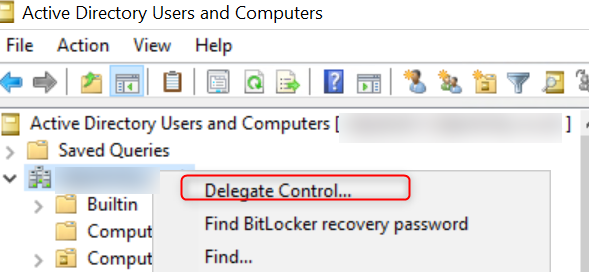 Active Directory Users and Computers
File Action View Help
Active Directory Users and Computers [ ]
Saved Queries
Delegate Control...
Builtin
Find BitLocker recovery password
Comput
Find...
Comput